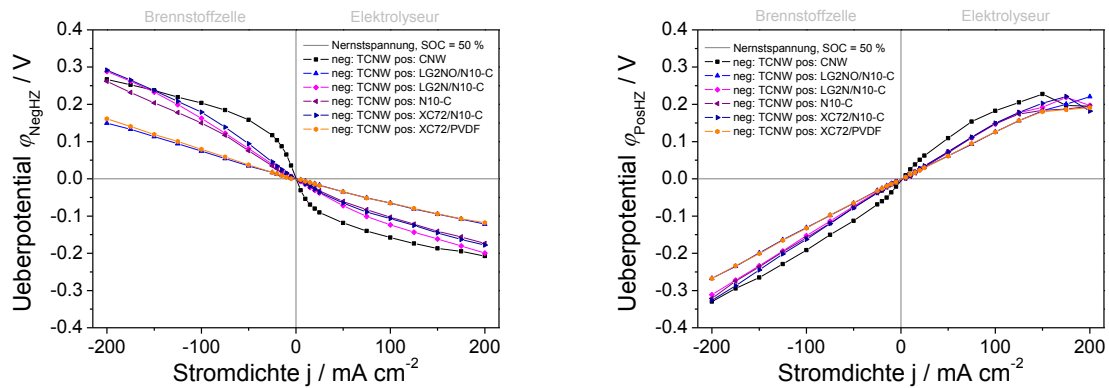 Brennstoffzelle Elektrolyseur
Ueberpotential φNegHZ / V
0.4
0.3
0.2
0.1
0.0
-0.1
-0.2
-0.3
-0.4
Nernstspannung, SOC = 50 %
neg: TCNW pos: CNW
neg: TCNW pos: LG2NO/N10-C
neg: TCNW pos: LG2N/N10-C
neg: TCNW pos: N10-C
neg: TCNW pos: XC72/N10-C
neg: TCNW pos: XC72/PVDF
-200 -100 0 100 200
Stromdichte j / mA cm-2
Brennstoffzelle Elektrolyseur
Ueberpotential φPosHZ / V
0.4
0.3
0.2
0.1
0.0
-0.1
-0.2
-0.3
-0.4
Nernstspannung, SOC = 50 %
neg: TCNW pos: CNW
neg: TCNW pos: LG2NO/N10-C
neg: TCNW pos: LG2N/N10-C
neg: TCNW pos: N10-C
neg: TCNW pos: XC72/N10-C
neg: TCNW pos: XC72/PVDF
-200 -100 0 100 200
Stromdichte j / mA cm-2